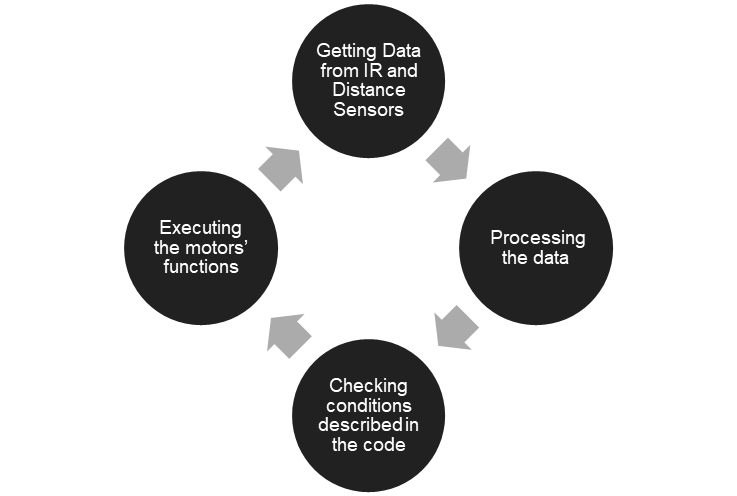 Getting Data
from IR and
Distance
Sensors
Processing
the data
Checking
conditions
described in
the code
Executing
the motors’
functions